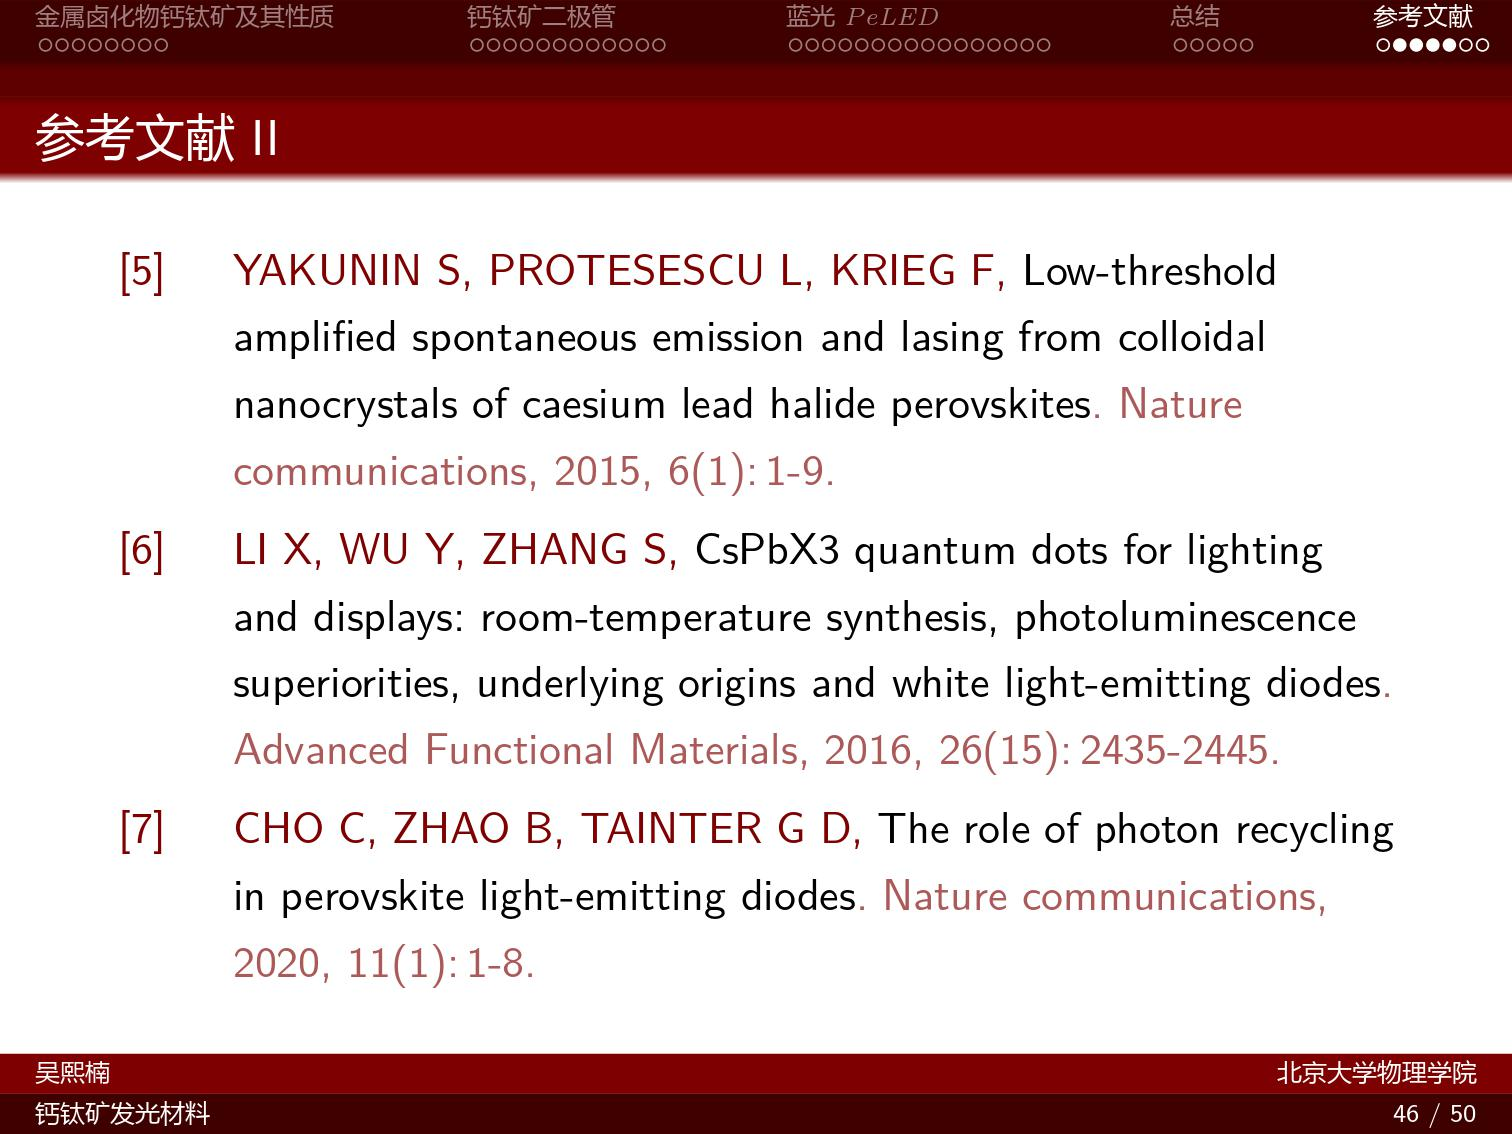 金属卤化物钙钛矿及其性质 钙钛矿二极管 蓝光 PeLED 总结 参考文献
参考文献 II
[5] YAKUNIN S, PROTESESCU L, KRIEG F, Low-threshold
amplified spontaneous emission and lasing from colloidal
nanocrystals of caesium lead halide perovskites. Nature
communications, 2015, 6(1): 1-9.
[6] LI X, WU Y, ZHANG S, CsPbX3 quantum dots for lighting
and displays: room-temperature synthesis, photoluminescence
superiorities, underlying origins and white light-emitting diodes.
Advanced Functional Materials, 2016, 26(15): 2435-2445.
[7] CHO C, ZHAO B, TAINTER G D, The role of photon recycling
in perovskite light-emitting diodes. Nature communications,
2020, 11(1): 1-8.
吴熙楠 北京大学物理学院
钙钛矿发光材料 46 / 50